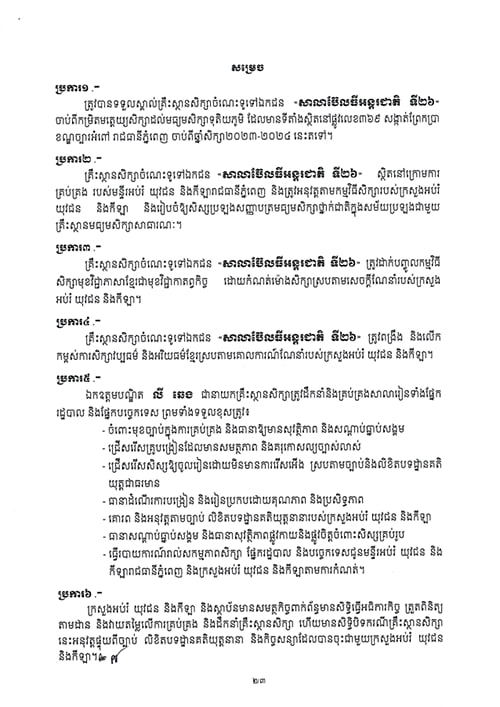 សម្រេច
ប្រការ១ .-
ត្រូវបានទទួលស្គាល់គ្រឹះស្ថានសិក្សាចំណេះទូទៅឯកជន -សាលាប៊ែលធីអន្តរជាតិ ទី២៦-
ចាប់ពីកម្រិតមត្តេយ្យសិក្សាដល់មធ្យមសិក្សាទុតិយភូមិ ដែលមានទីតាំងស្ថិតនៅផ្លូវលេខ៣៦៩ សង្កាត់ព្រែកប្រា
ខណ្ឌច្បារអំពៅ រាជធានីភ្នំពេញ ចាប់ពីឆ្នាំសិក្សា២០២៣-២០២៤ នេះតទៅ។
ប្រការ២ .-
គ្រឹះស្ថានសិក្សាចំណេះទូទៅឯកជន -សាលាប៊ែលធីអន្តរជាតិ ទី២៦- ស្ថិតនៅក្រោមការ
គ្រប់គ្រង របស់មន្ទីរអប់រំ យុវជន និងកីឡារាជធានីភ្នំពេញ និងត្រូវអនុវត្តតាមកម្មវិធីសិក្សារបស់ក្រសួងអប់រំ
យុវជន និងកីឡា និងរៀបចំឱ្យសិស្សប្រឡងសញ្ញាបត្រមធ្យមសិក្សាថ្នាក់ជាតិក្នុងសម័យប្រឡងជាមួយ
គ្រឹះស្ថានមធ្យមសិក្សាសាធារណៈ។
ប្រការ៣ .-
គ្រឹះស្ថានសិក្សាចំណេះទូទៅឯកជន -សាលាប៊ែលធីអន្តរជាតិ ទី២៦- ត្រូវដាក់បញ្ចូលកម្មវិធី
សិក្សាមុខវិជ្ជាភាសាខ្មែរជាមុខវិជ្ជាកាតព្វកិច្ច ដោយកំណត់ម៉ោងសិក្សាស្របតាមសេចក្តីណែនាំរបស់ក្រសួង
អប់រំ យុវជន និងកីឡា។
ប្រការ៤ .-
គ្រឹះស្ថានសិក្សាចំណេះទូទៅឯកជន -សាលាប៊ែលធីអន្តរជាតិ ទី២៦- ត្រូវពង្រឹង និងលើក
កម្ពស់ការសិក្សាវប្បធម៌ និងអរិយធម៌ខ្មែរស្របតាមគោលការណ៍ណែនាំរបស់ក្រសួងអប់រំ យុវជន និងកីឡា។
ប្រការ៥ .-
ឯកឧត្តមបណ្ឌិត លី ឆេង ជានាយកគ្រឹះស្ថានសិក្សាត្រូវដឹកនាំនិងគ្រប់គ្រងសាលារៀនទាំងផ្នែក
រដ្ឋបាល និងផ្នែកបច្ចេកទេស ព្រមទាំងទទួលខុសត្រូវ៖
- ចំពោះមុខច្បាប់ក្នុងការគ្រប់គ្រង និងធានាឱ្យមានសុវត្ថិភាព និងសណ្តាប់ធ្នាប់សង្គម
- ជ្រើសរើសគ្រូបង្រៀនដែលមានសមត្ថភាព និងគរុកោសល្យច្បាស់លាស់
- ជ្រើសរើសសិស្សឱ្យចូលរៀនដោយមិនមានការរើសអើង ស្របតាមច្បាប់និងលិខិតបទដ្ឋានគតិ
យុត្តជាធរមាន
- ធានាដំណើរការបង្រៀន និងរៀនប្រកបដោយគុណភាព និងប្រសិទ្ធភាព
- គោរព និងអនុវត្តតាមច្បាប់ លិខិតបទដ្ឋានគតិយុត្តនានារបស់ក្រសួងអប់រំ យុវជន និងកីឡា
- ធានាសណ្តាប់ធ្នាប់សង្គម និងធានាសុវត្ថិភាពផ្លូវកាយនិងផ្លូវចិត្តចំពោះសិស្សគ្រប់រូប
- ធ្វើរបាយការណ៍រាល់សកម្មភាពសិក្សា ផ្នែករដ្ឋបាល និងបច្ចេកទេសជូនមន្ទីរអប់រំ យុវជន និង
កីឡារាជធានីភ្នំពេញ និងក្រសួងអប់រំ យុវជន និងកីឡាតាមការកំណត់។
ប្រការ៦ .-
ក្រសួងអប់រំ យុវជន និងកីឡា និងស្ថាប័នមានសមត្ថកិច្ចពាក់ព័ន្ធមានសិទ្ធិធ្វើអធិការកិច្ច ត្រួតពិនិត្យ
តាមដាន និងវាយតម្លៃលើការគ្រប់គ្រង និងដឹកនាំគ្រឹះស្ថានសិក្សា ហើយមានសិទ្ធិបិទករណីគ្រឹះស្ថានសិក្សា
នេះអនុវត្តផ្ទុយពីច្បាប់ លិខិតបទដ្ឋានគតិយុត្តនានា និងកិច្ចសន្យាដែលបានចុះជាមួយក្រសួងអប់រំ យុវជន
និងកីឡា។
២/៣